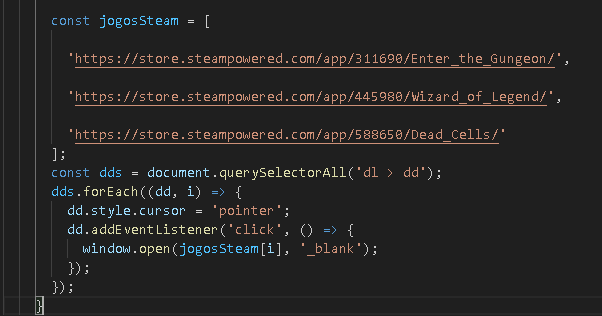 const jogosSteam = [
'https://store.steampowered.com/app/311690/Enter_the_Gungeon/',
'https://store.steampowered.com/app/445980/Wizard_of_Legend/',
'https://store.steampowered.com/app/588650/Dead_Cells/'
];
const dds = document.querySelectorAll('dl > dd');
dds.forEach((dd, i) => {
dd.style.cursor = 'pointer';
dd.addEventListener('click', () => {
window.open(jogosSteam[i], '_blank');
});
});
}